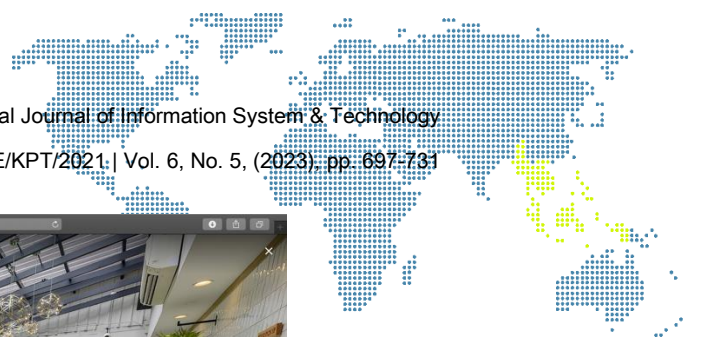 al Journal of Information System & Technology
E/KPT/2021 | Vol. 6, No. 5, (2023), pp. 697-731